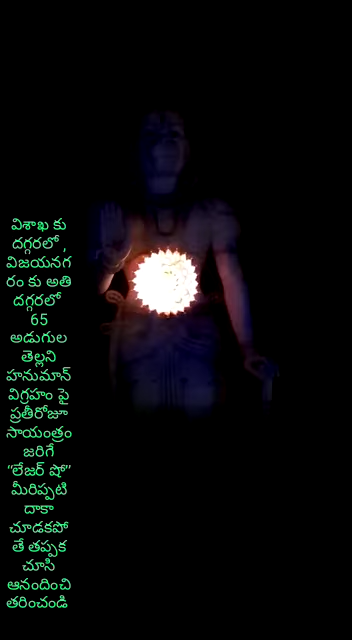 విశాఖ కు
దగ్గరలో ,
విజయనగ
రం కు అతి
దగ్గరలో
65
అడుగుల
తెల్లని
హనుమాన్
విగ్రహం పై
ప్రతీరోజూ
సాయంత్రం
జరిగే
“లేజర్ షో”
మీరిప్పటి
దాకా
చూడకపో
తే తప్పక
చూసి
ఆనందించి
తరించండి